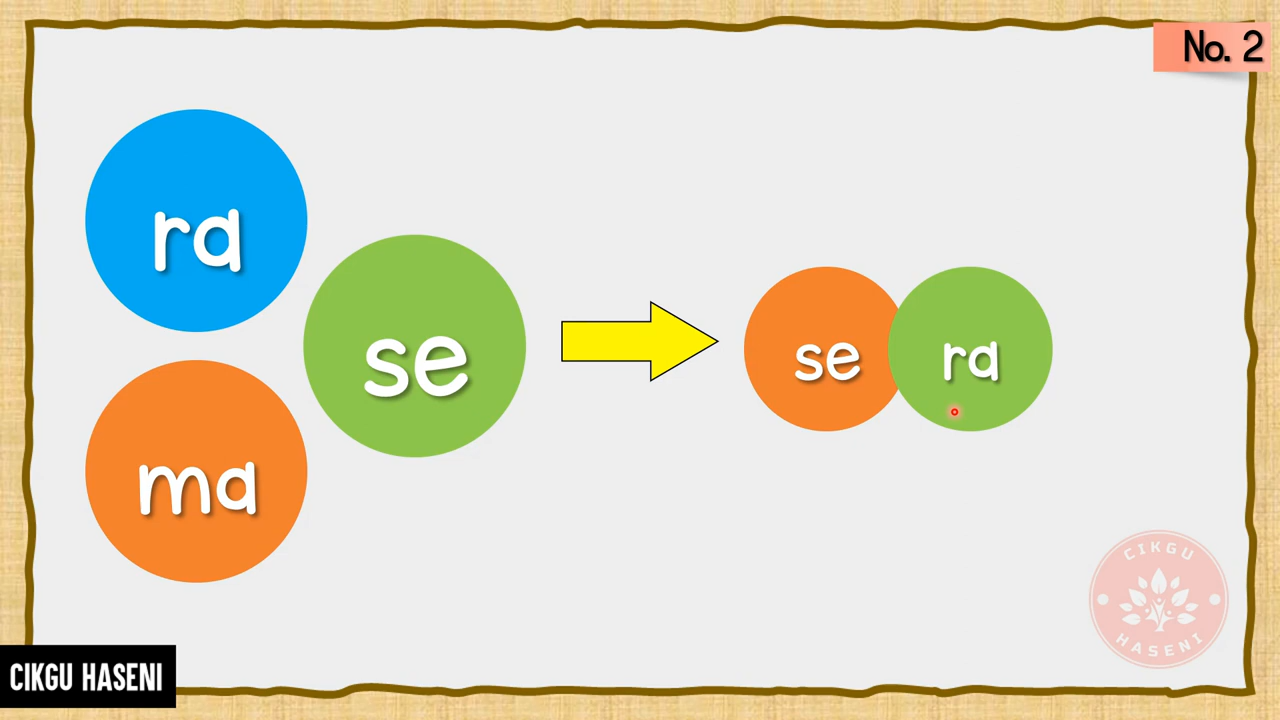 No. 2
ra
se
ma
se ra
CIKGU
HASENI
CIKGU HASENI